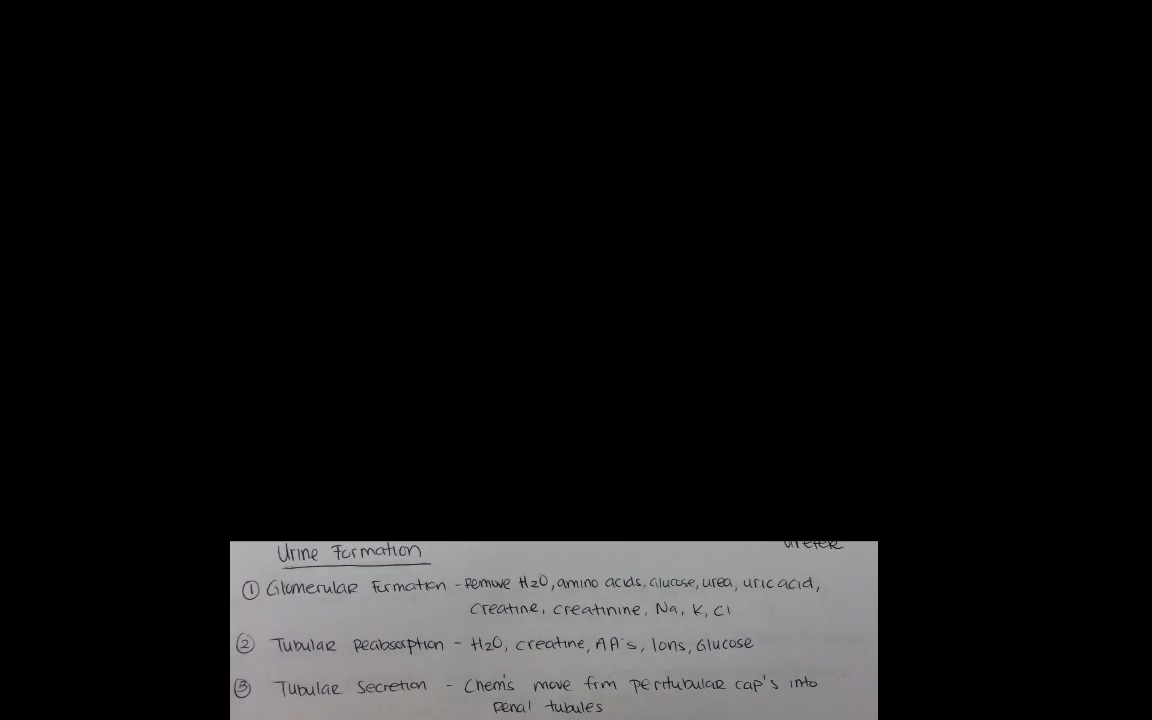 Urine Formation
ureter
① Glomerular Formation - remove H2O, amino acids, glucose, urea, uric acid,
creatine, creatinine, Na, K, Cl
② Tubular Reabsorption - H2O, creatine, AA's, Ions, Glucose
③ Tubular Secretion - Chem's move frm peritubular cap's into
renal tubules